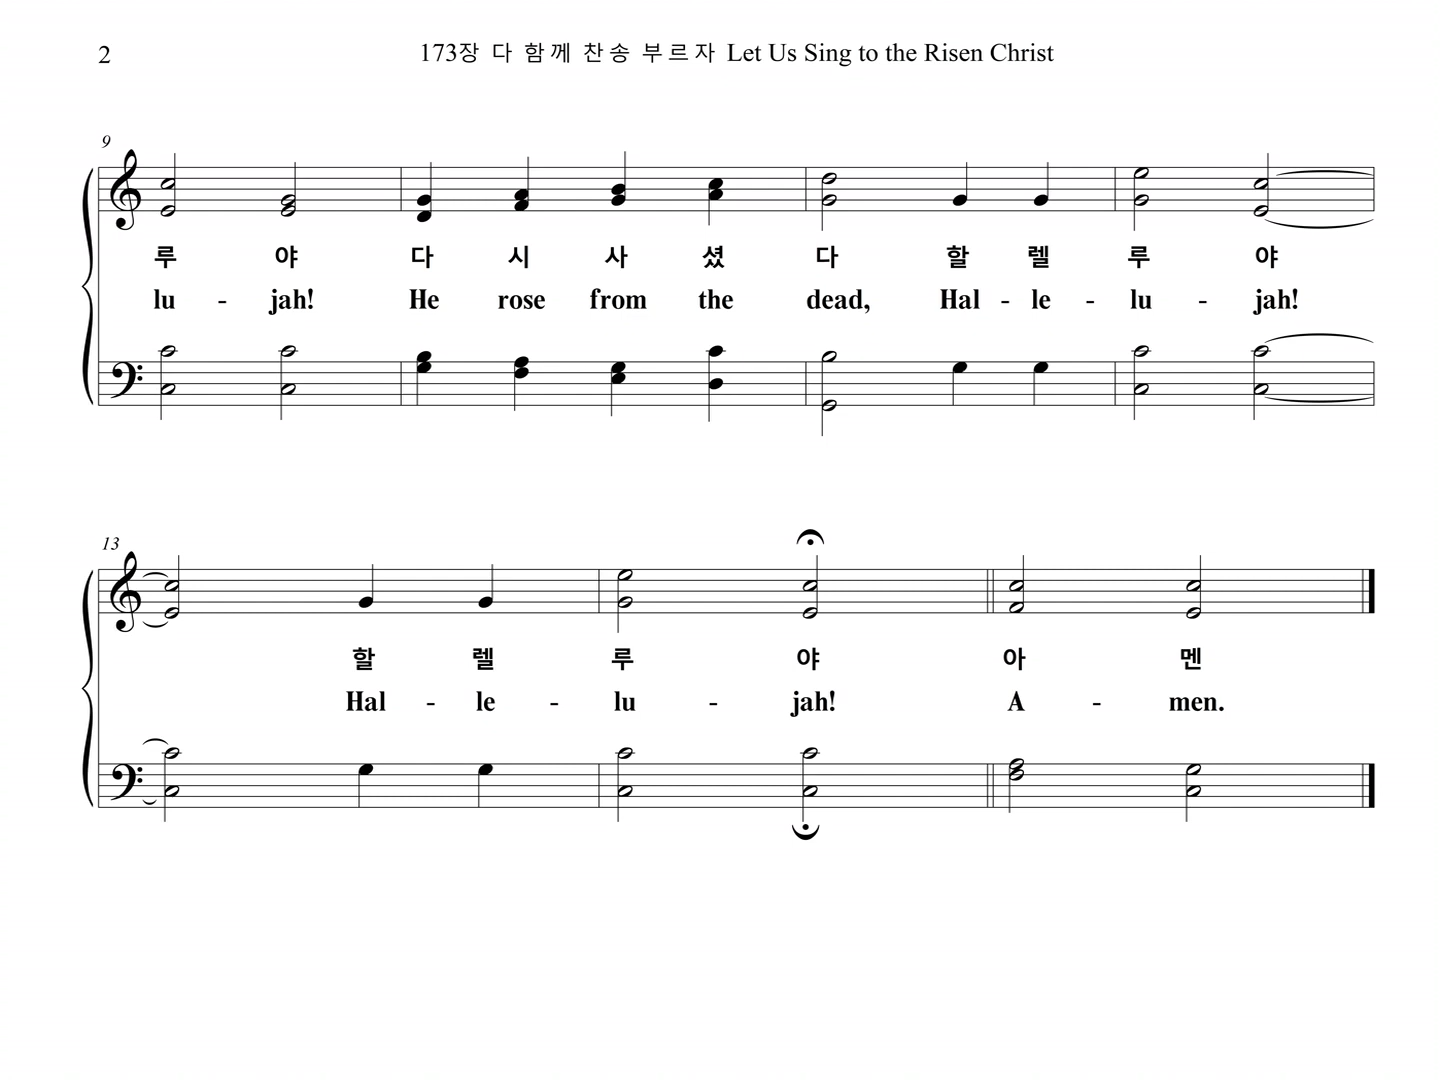 2
173장 다 함께 찬송 부르자 Let Us Sing to the Risen Christ
9
루 야 다 시 사 셨 다 할 렐 루 야
lu - jah! He rose from the dead, Hal - le - lu - jah!
13
할 렐 루 야 아 멘
Hal - le - lu - jah! A - men.